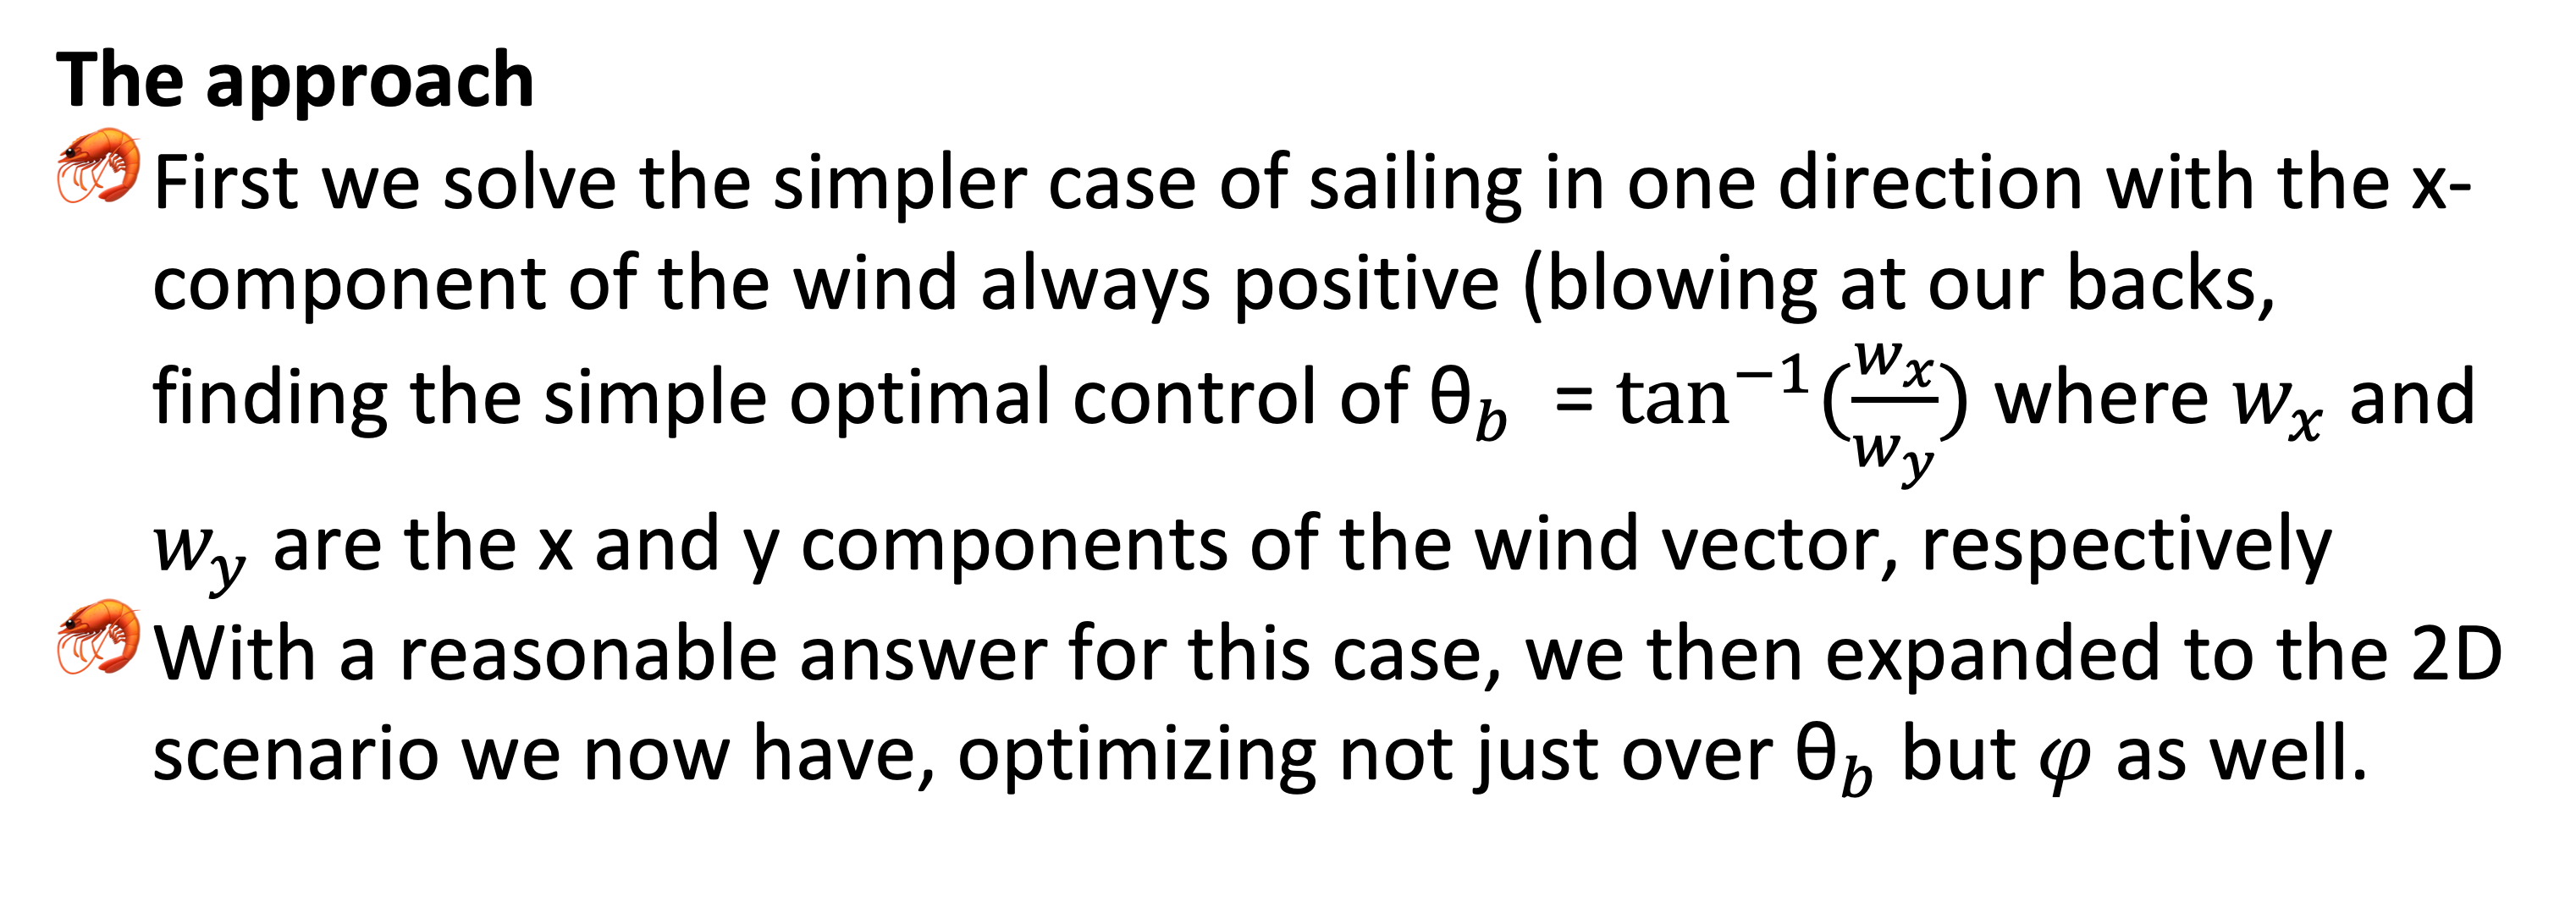 The approach
First we solve the simpler case of sailing in one direction with the x-
component of the wind always positive (blowing at our backs,
finding the simple optimal control of θ_b = tan⁻¹(w_x/w_y) where w_x and
w_y are the x and y components of the wind vector, respectively
With a reasonable answer for this case, we then expanded to the 2D
scenario we now have, optimizing not just over θ_b but φ as well.